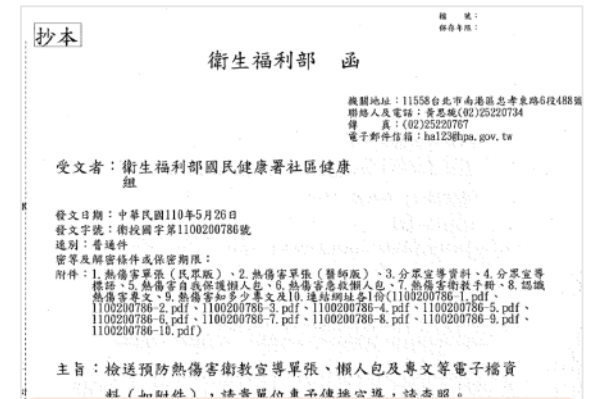 檔 號：
保存年限：
抄本
衛生福利部 函
機關地址：11558台北市南港區忠孝東路6段488號
聯絡人及電話：黃思琬(02)25220734
傳 真：(02)25220767
電子郵件信箱：ha123@hpa.gov.tw
受文者：衛生福利部國民健康署社區健康
組
發文日期：中華民國110年5月26日
發文字號：衛授國字第1100200786號
速別：普通件
密等及解密條件或保密期限：
附件：1.熱傷害單張（民眾版）、2.熱傷害單張（醫師版）、3.分眾宣導資料、4.分眾宣導
標語、5.熱傷害自我保護懶人包、6.熱傷害急救懶人包、7.熱傷害衛教手冊、8.認識
熱傷害專文、9.熱傷害知多少專文及10.連結網址各1份(1100200786-1.pdf、
1100200786-2.pdf、1100200786-3.pdf、1100200786-4.pdf、1100200786-5.pdf、
1100200786-6.pdf、1100200786-7.pdf、1100200786-8.pdf、1100200786-9.pdf、
1100200786-10.pdf)
主旨：檢送預防熱傷害衛教宣導單張、懶人包及專文等電子檔資
料（如附件），請貴單位惠予傳播宣導，請查照。